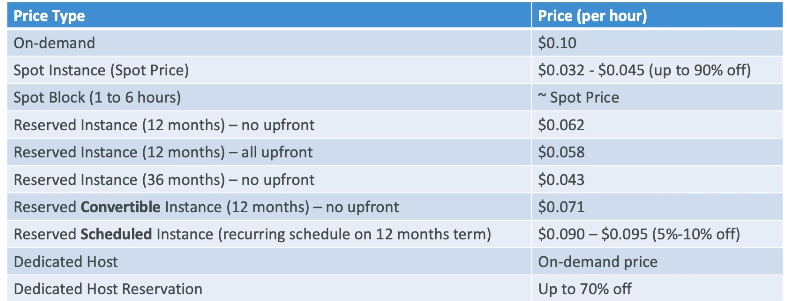 Price Type Price (per hour)
On-demand $0.10
Spot Instance (Spot Price) $0.032 - $0.045 (up to 90% off)
Spot Block (1 to 6 hours) ~ Spot Price
Reserved Instance (12 months) – no upfront $0.062
Reserved Instance (12 months) – all upfront $0.058
Reserved Instance (36 months) – no upfront $0.043
Reserved Convertible Instance (12 months) – no upfront $0.071
Reserved Scheduled Instance (recurring schedule on 12 months term) $0.090 – $0.095 (5%-10% off)
Dedicated Host On-demand price
Dedicated Host Reservation Up to 70% off